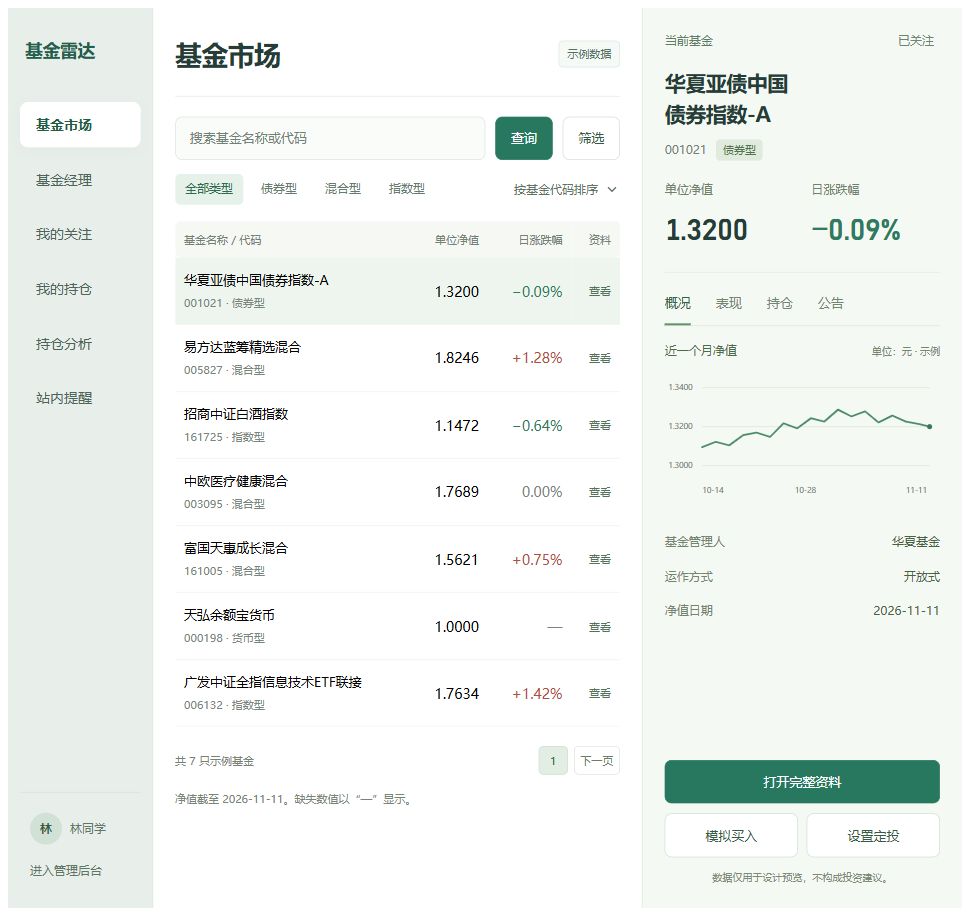 基金雷达
基金市场
基金经理
我的关注
我的持仓
持仓分析
站内提醒
林 林同学
进入管理后台
基金市场
示例数据
搜索基金名称或代码
查询
筛选
全部类型 债券型 混合型 指数型
按基金代码排序
基金名称 / 代码 单位净值 日涨跌幅 资料
华夏亚债中国债券指数-A
001021 · 债券型
1.3200 −0.09% 查看
易方达蓝筹精选混合
005827 · 混合型
1.8246 +1.28% 查看
招商中证白酒指数
161725 · 指数型
1.1472 −0.64% 查看
中欧医疗健康混合
003095 · 混合型
1.7689 0.00% 查看
富国天惠成长混合
161005 · 混合型
1.5621 +0.75% 查看
天弘余额宝货币
000198 · 货币型
1.0000 — 查看
广发中证全指信息技术ETF联接
006132 · 指数型
1.7634 +1.42% 查看
共 7 只示例基金
1 下一页
净值截至 2026-11-11。缺失数值以“—”显示。
当前基金 已关注
华夏亚债中国
债券指数-A
001021 债券型
单位净值 日涨跌幅
1.3200 −0.09%
概况 表现 持仓 公告
近一个月净值 单位：元 · 示例
1.3400
1.3200
1.3000
10-14 10-28 11-11
基金管理人 华夏基金
运作方式 开放式
净值日期 2026-11-11
打开完整资料
模拟买入 设置定投
数据仅用于设计预览，不构成投资建议。